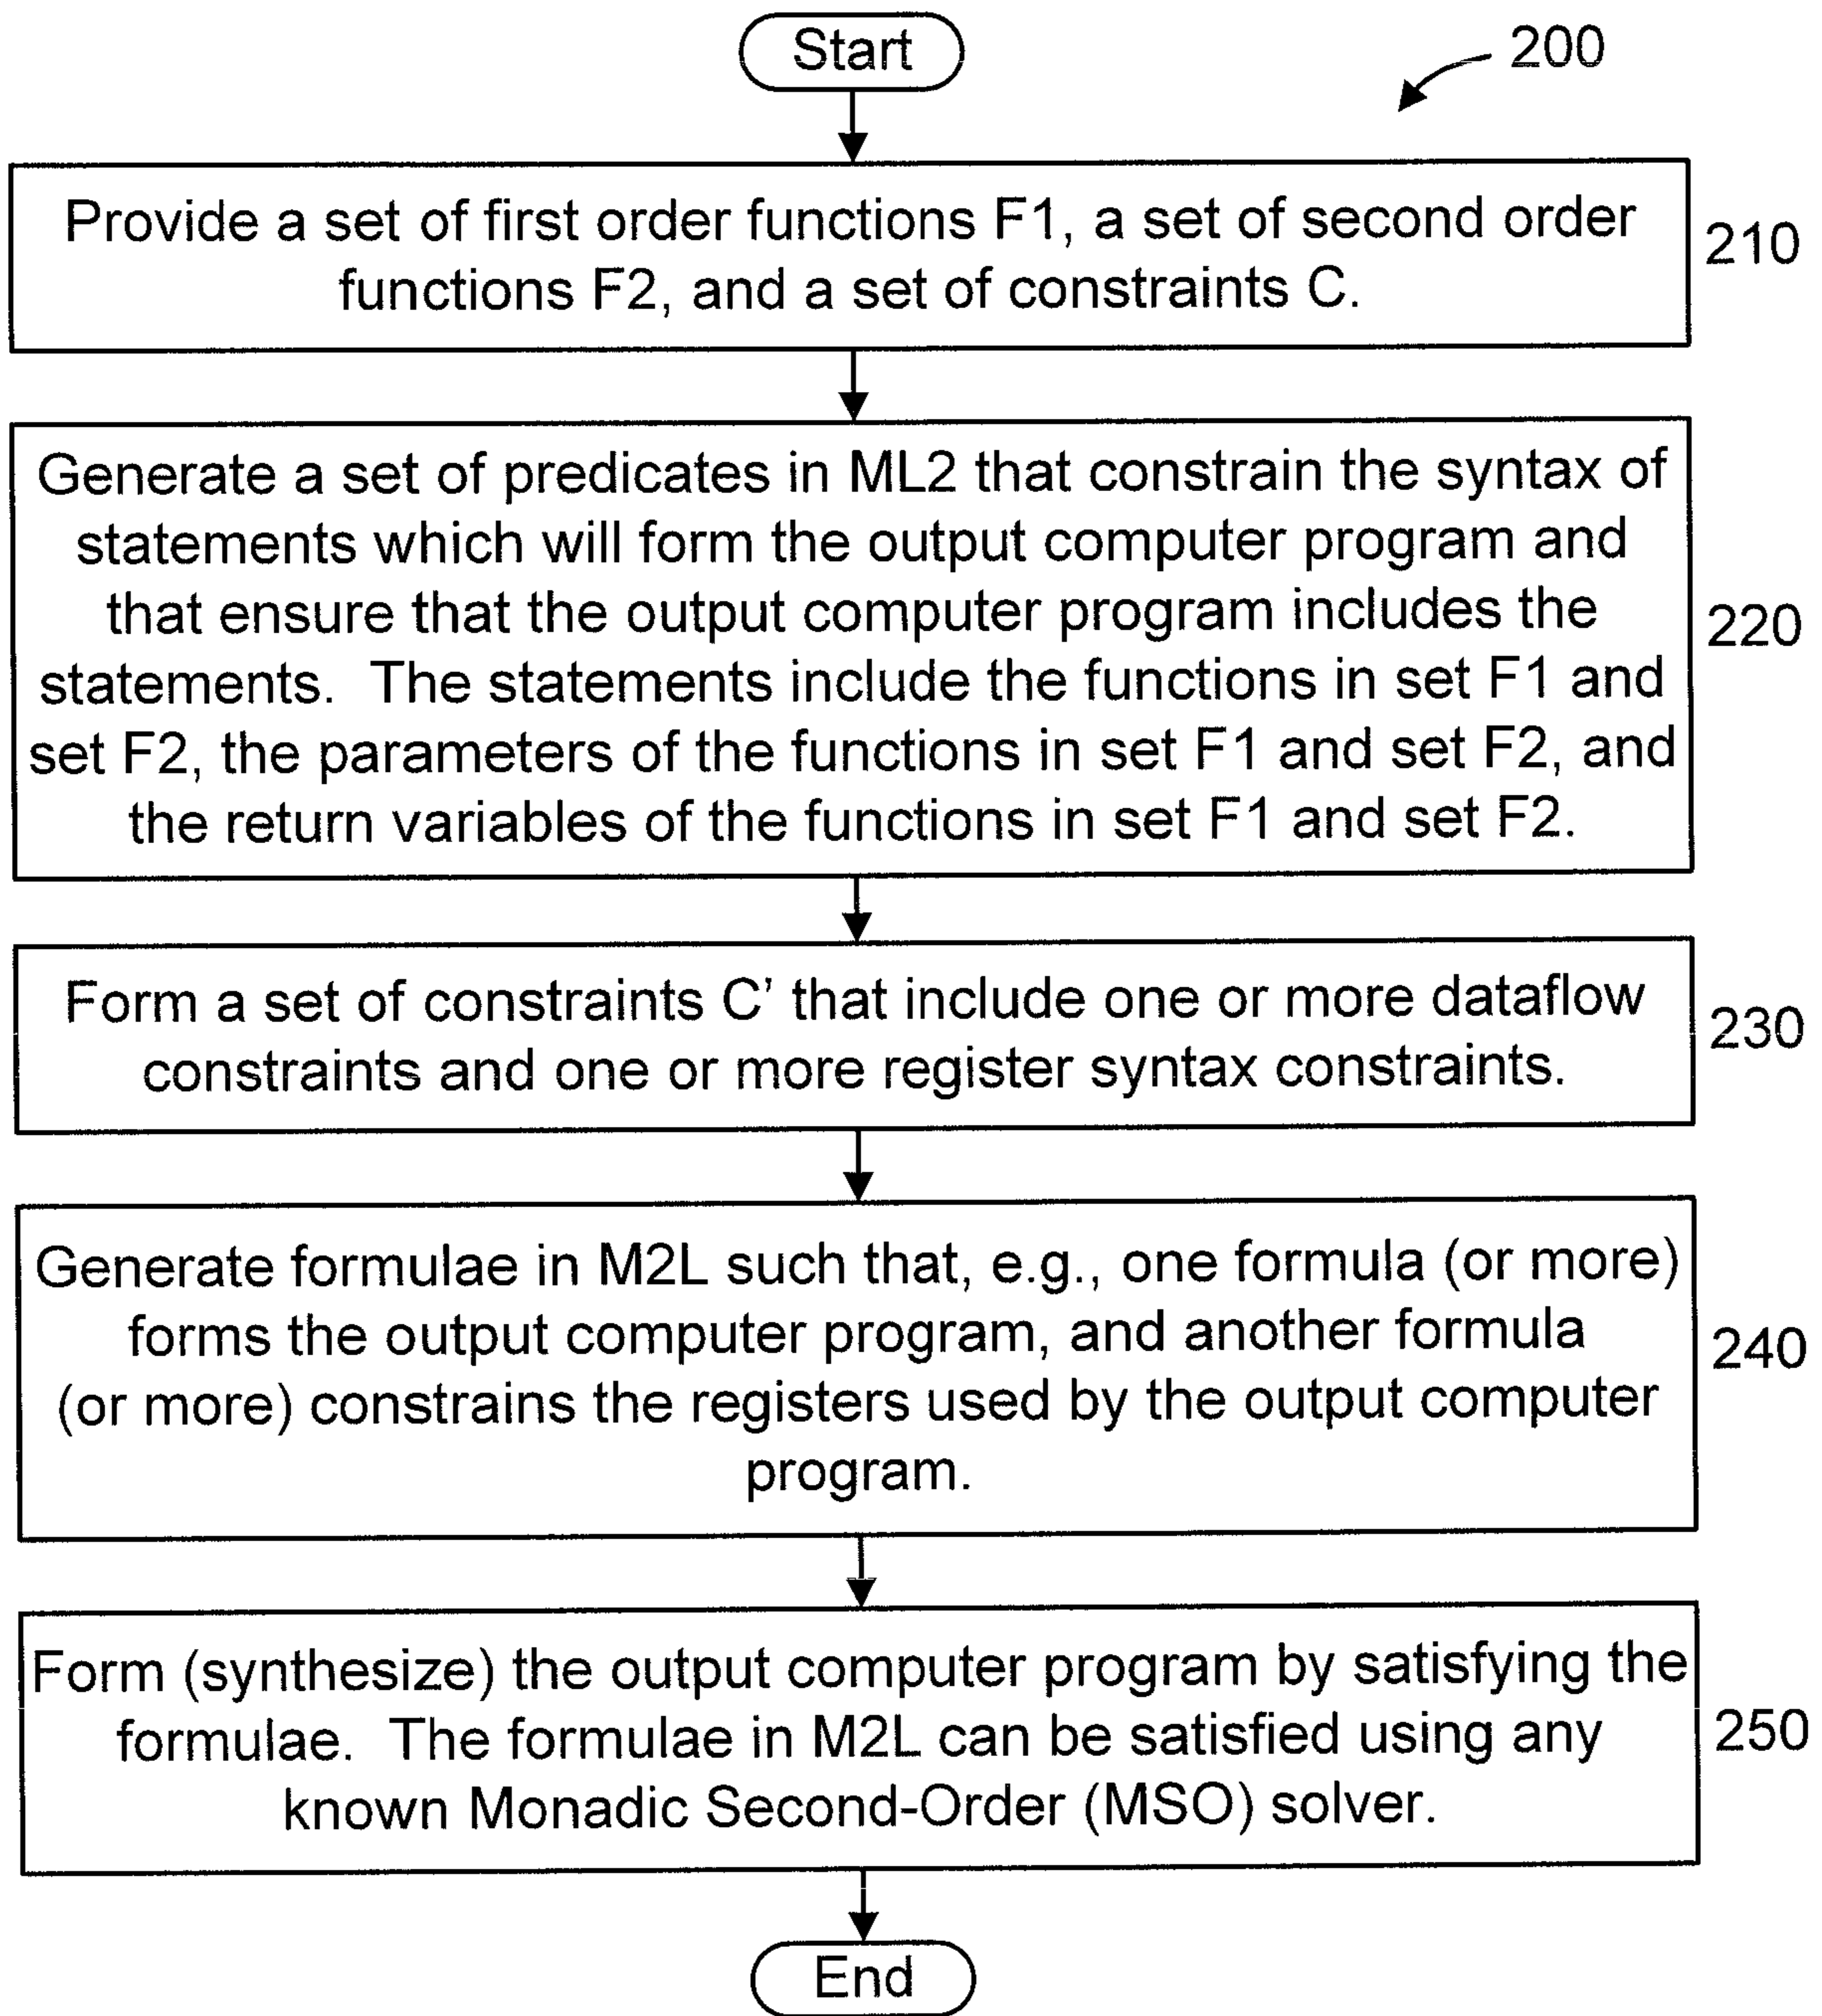 Start
200
Provide a set of first order functions F1, a set of second order
functions F2, and a set of constraints C.
210
Generate a set of predicates in ML2 that constrain the syntax of
statements which will form the output computer program and
that ensure that the output computer program includes the
statements. The statements include the functions in set F1 and
set F2, the parameters of the functions in set F1 and set F2, and
the return variables of the functions in set F1 and set F2.
220
Form a set of constraints C' that include one or more dataflow
constraints and one or more register syntax constraints.
230
Generate formulae in M2L such that, e.g., one formula (or more)
forms the output computer program, and another formula
(or more) constrains the registers used by the output computer
program.
240
Form (synthesize) the output computer program by satisfying the
formulae. The formulae in M2L can be satisfied using any
known Monadic Second-Order (MSO) solver.
250
End